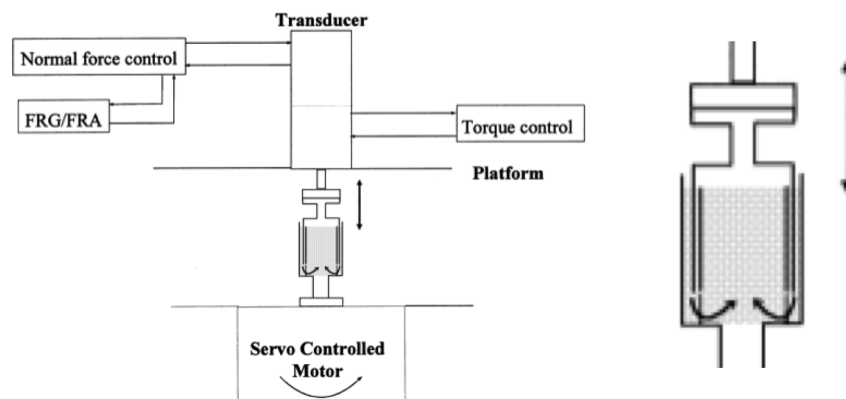 Transducer
Normal force control
FRG/FRA
Torque control
Platform
Servo Controlled
Motor